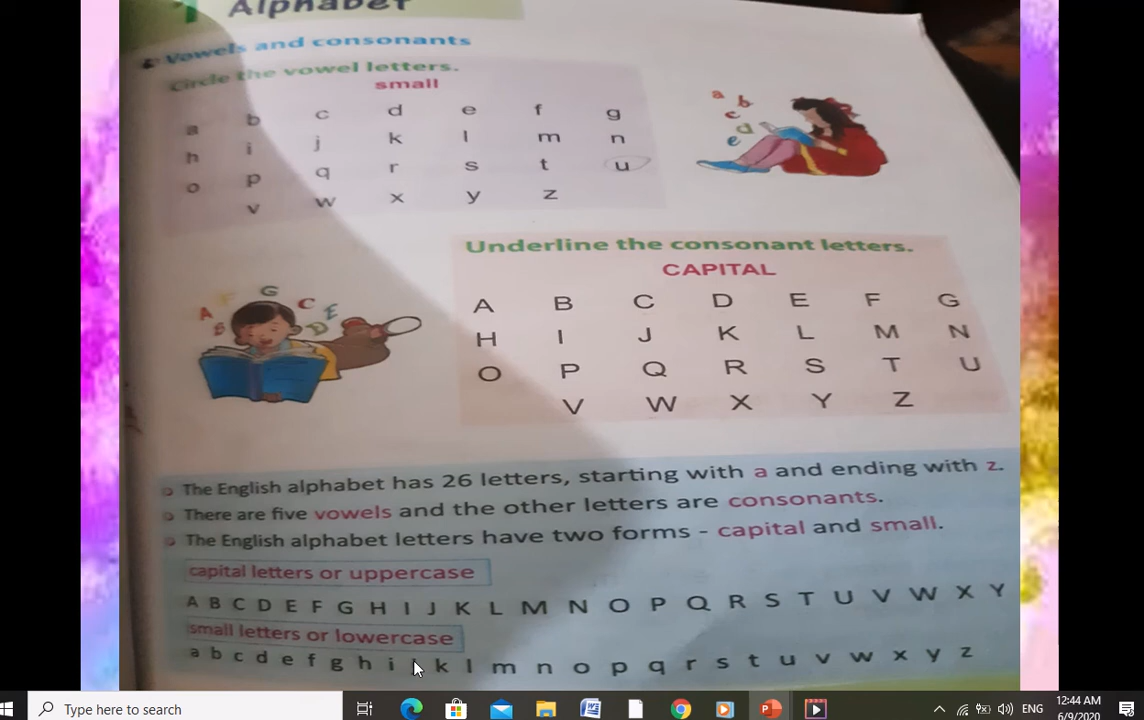 1 Alphabet
Vowels and consonants
Circle the vowel letters.
small
a b c d e f g
h i j k l m n
o p q r s t u
v w x y z
a b c d e
Underline the consonant letters.
CAPITAL
A B C D E F G
H I J K L M N
O P Q R S T U
V W X Y Z
A F G C E B D
The English alphabet has 26 letters, starting with a and ending with z.
There are five vowels and the other letters are consonants.
The English alphabet letters have two forms - capital and small.
capital letters or uppercase
A B C D E F G H I J K L M N O P Q R S T U V W X Y
small letters or lowercase
a b c d e f g h i k l m n o p q r s t u v w x y z
Type here to search
ENG
12:44 AM
6/9/2020